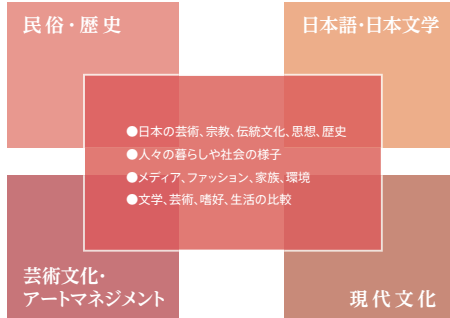 民俗・歴史
日本語・日本文学
●日本の芸術、宗教、伝統文化、思想、歴史
●人々の暮らしや社会の様子
●メディア、ファッション、家族、環境
●文学、芸術、嗜好、生活の比較
芸術文化・
アートマネジメント
現代文化